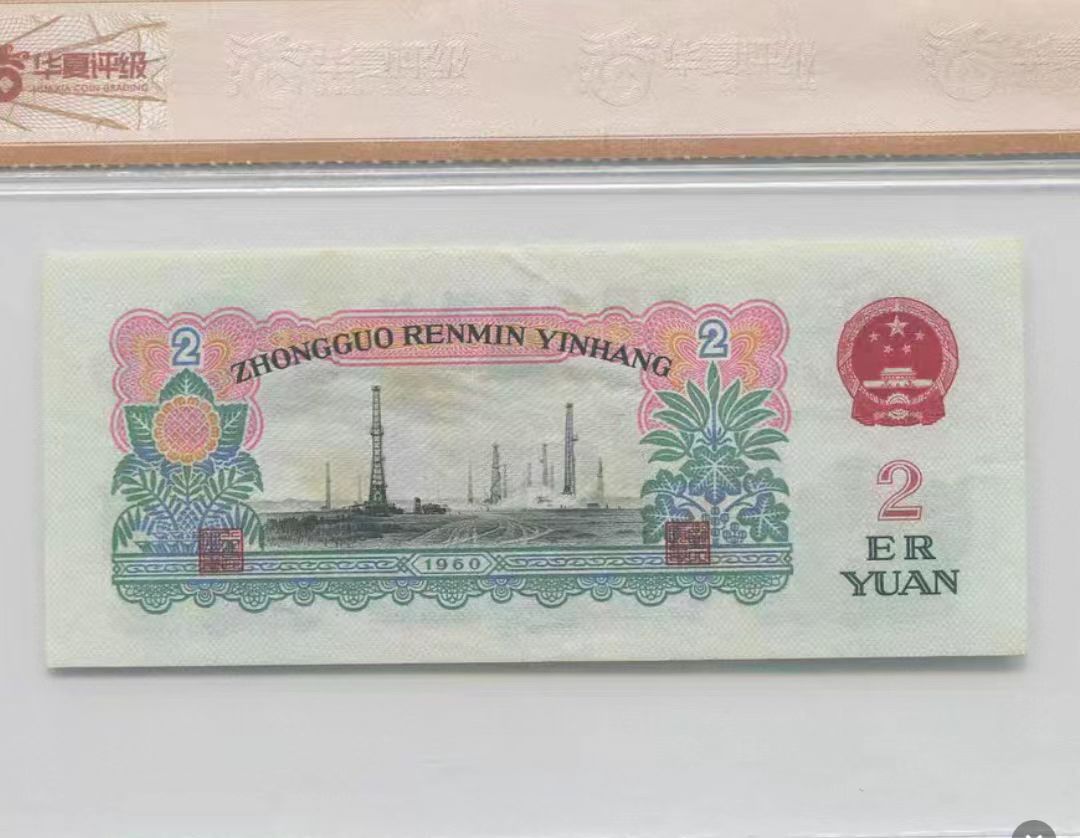 华夏评级
HUAXIA COIN GRADING
2
ZHONGGUO RENMIN YINHANG
2
2
ER
YUAN
1960